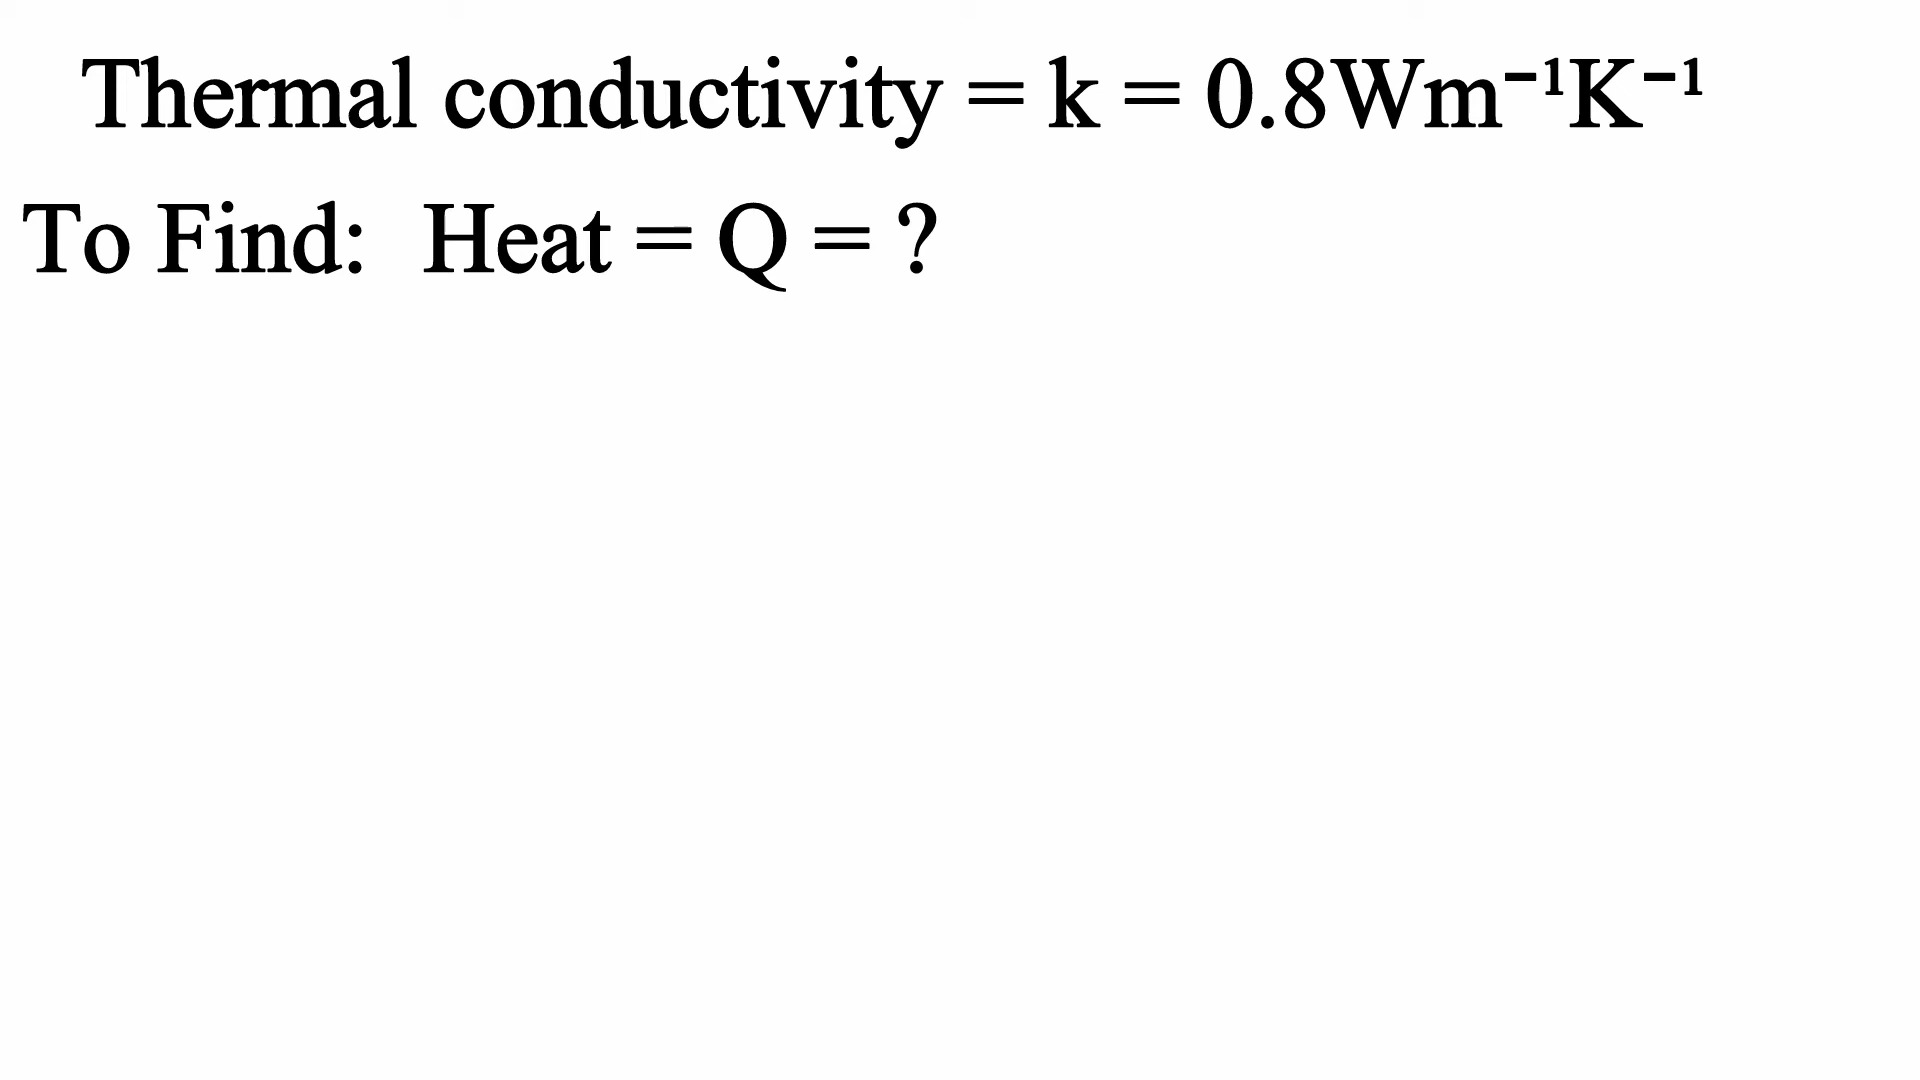 Thermal conductivity = k = 0.8Wm⁻¹K⁻¹
To Find: Heat = Q = ?